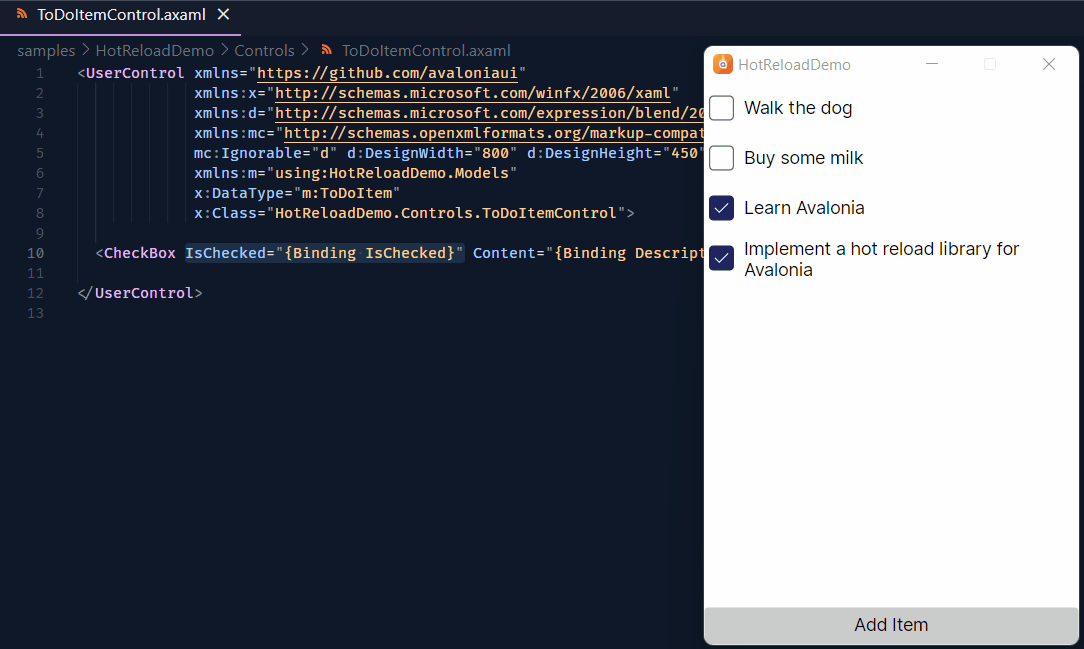 ToDoItemControl.axaml
samples > HotReloadDemo > Controls > ToDoItemControl.axaml
1 <UserControl xmlns="https://github.com/avaloniaui"
2 xmlns:x="http://schemas.microsoft.com/winfx/2006/xaml"
3 xmlns:d="http://schemas.microsoft.com/expression/blend/20
4 xmlns:mc="http://schemas.openxmlformats.org/markup-compat
5 mc:Ignorable="d" d:DesignWidth="800" d:DesignHeight="450"
6 xmlns:m="using:HotReloadDemo.Models"
7 x:DataType="m:ToDoItem"
8 x:Class="HotReloadDemo.Controls.ToDoItemControl">
9
10 <CheckBox IsChecked="{Binding IsChecked}" Content="{Binding Descript
11
12 </UserControl>
13
HotReloadDemo
Walk the dog
Buy some milk
Learn Avalonia
Implement a hot reload library for
Avalonia
Add Item